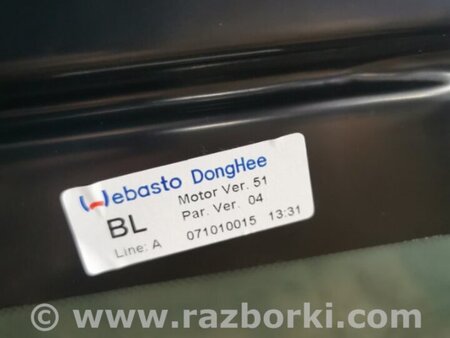 Webasto DongHee
BL Motor Ver. 51
Par. Ver. 04
Line: A 071010015 13:31
© www.razborki.com